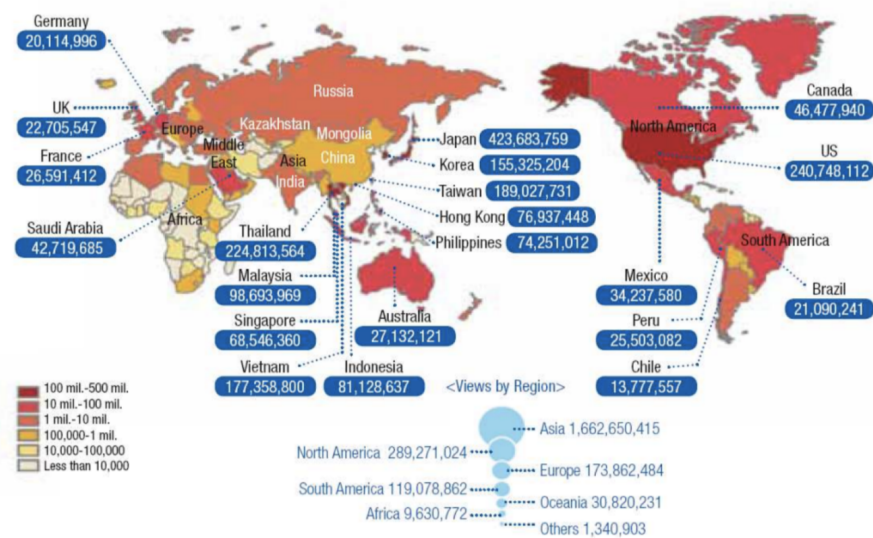 Germany
20,114,996
UK
22,705,547
France
26,591,412
Saudi Arabia
42,719,685
Europe
Middle
East
Africa
Russia
Kazakhstan
Mongolia
Asia
China
India
Japan 423,683,759
Korea 155,325,204
Taiwan 189,027,731
Hong Kong 76,937,448
Philippines 74,251,012
Thailand
224,813,564
Malaysia
98,693,969
Singapore
68,546,360
Vietnam
177,358,800
Indonesia
81,128,637
Australia
27,132,121
Canada
46,477,940
North America
US
240,748,112
South America
Mexico
34,237,580
Peru
25,503,082
Chile
13,777,557
Brazil
21,090,241
100 mil.-500 mil.
10 mil.-100 mil.
1 mil.-10 mil.
100,000-1 mil.
10,000-100,000
Less than 10,000
<Views by Region>
Asia 1,662,650,415
North America 289,271,024
Europe 173,862,484
South America 119,078,862
Oceania 30,820,231
Africa 9,630,772
Others 1,340,903